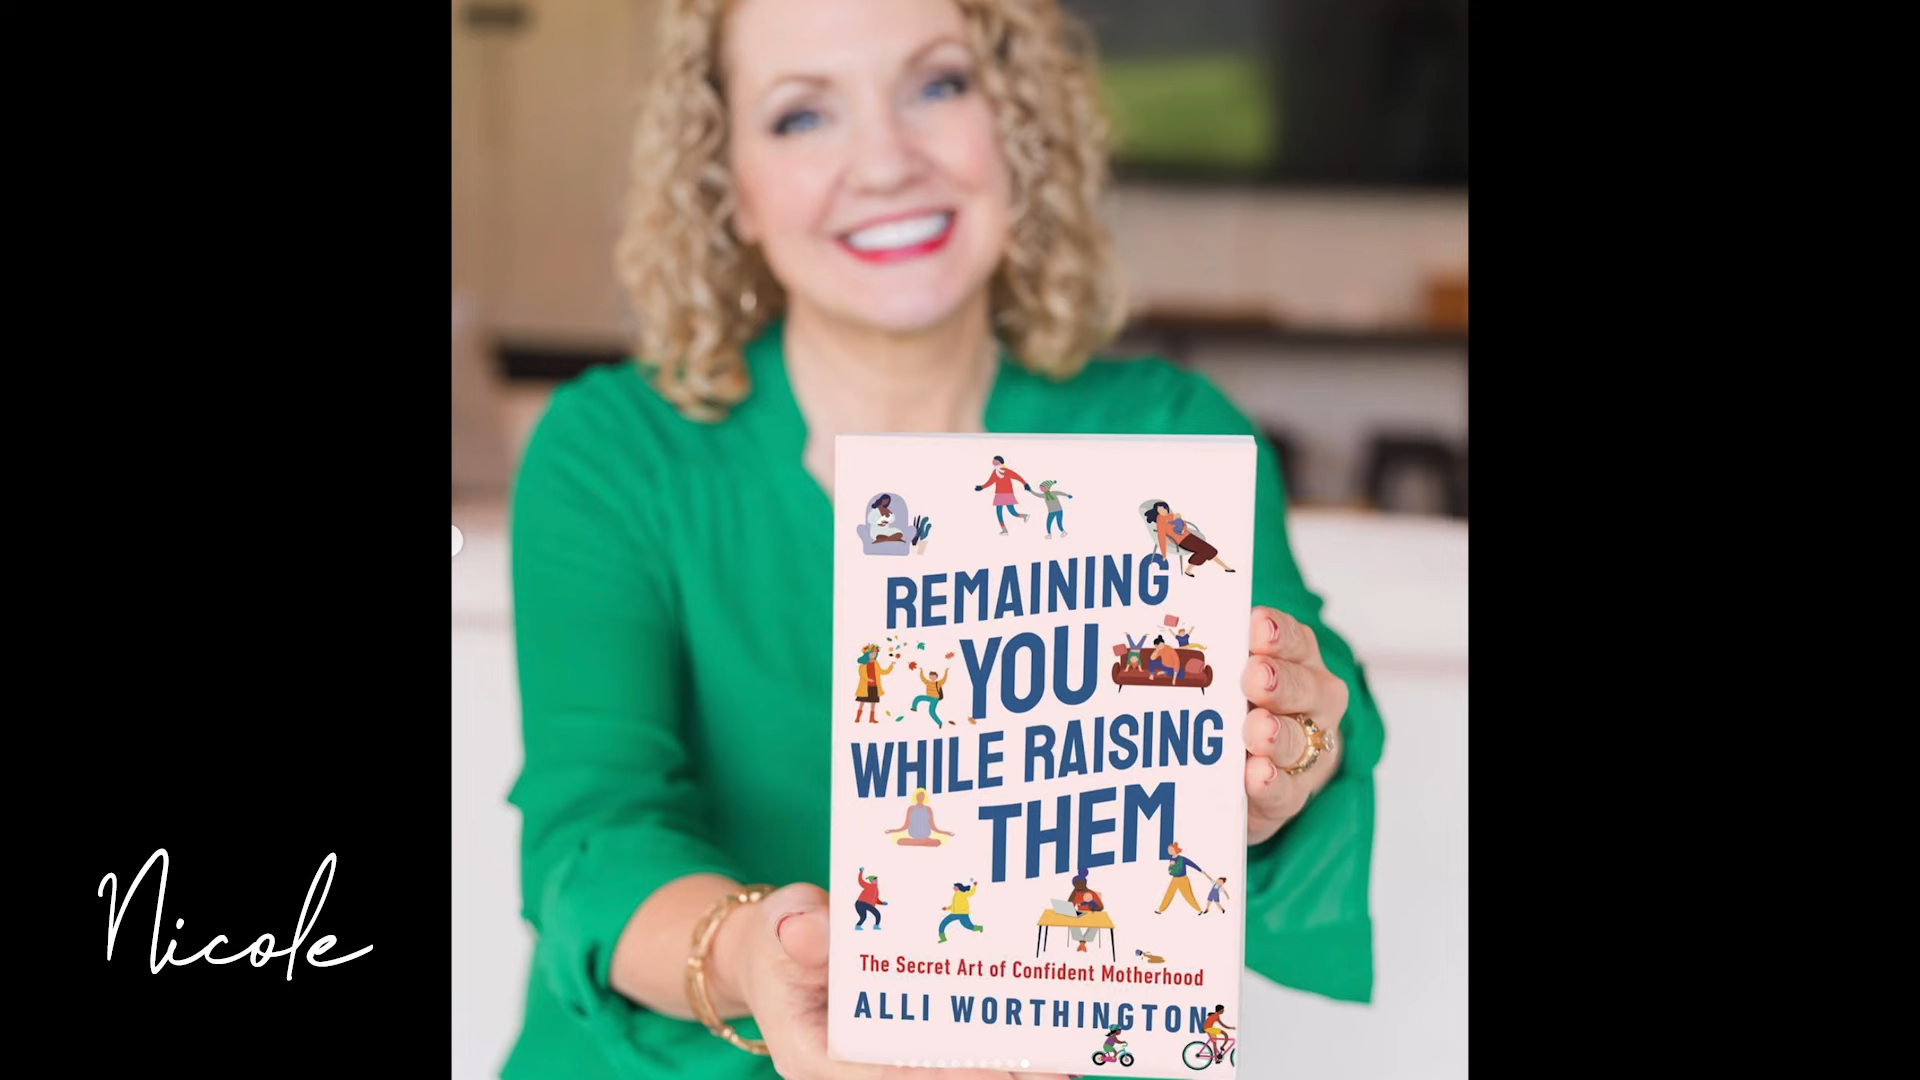 REMAINING
YOU
WHILE RAISING
THEM
The Secret Art of Confident Motherhood
ALLI WORTHINGTON
Nicole